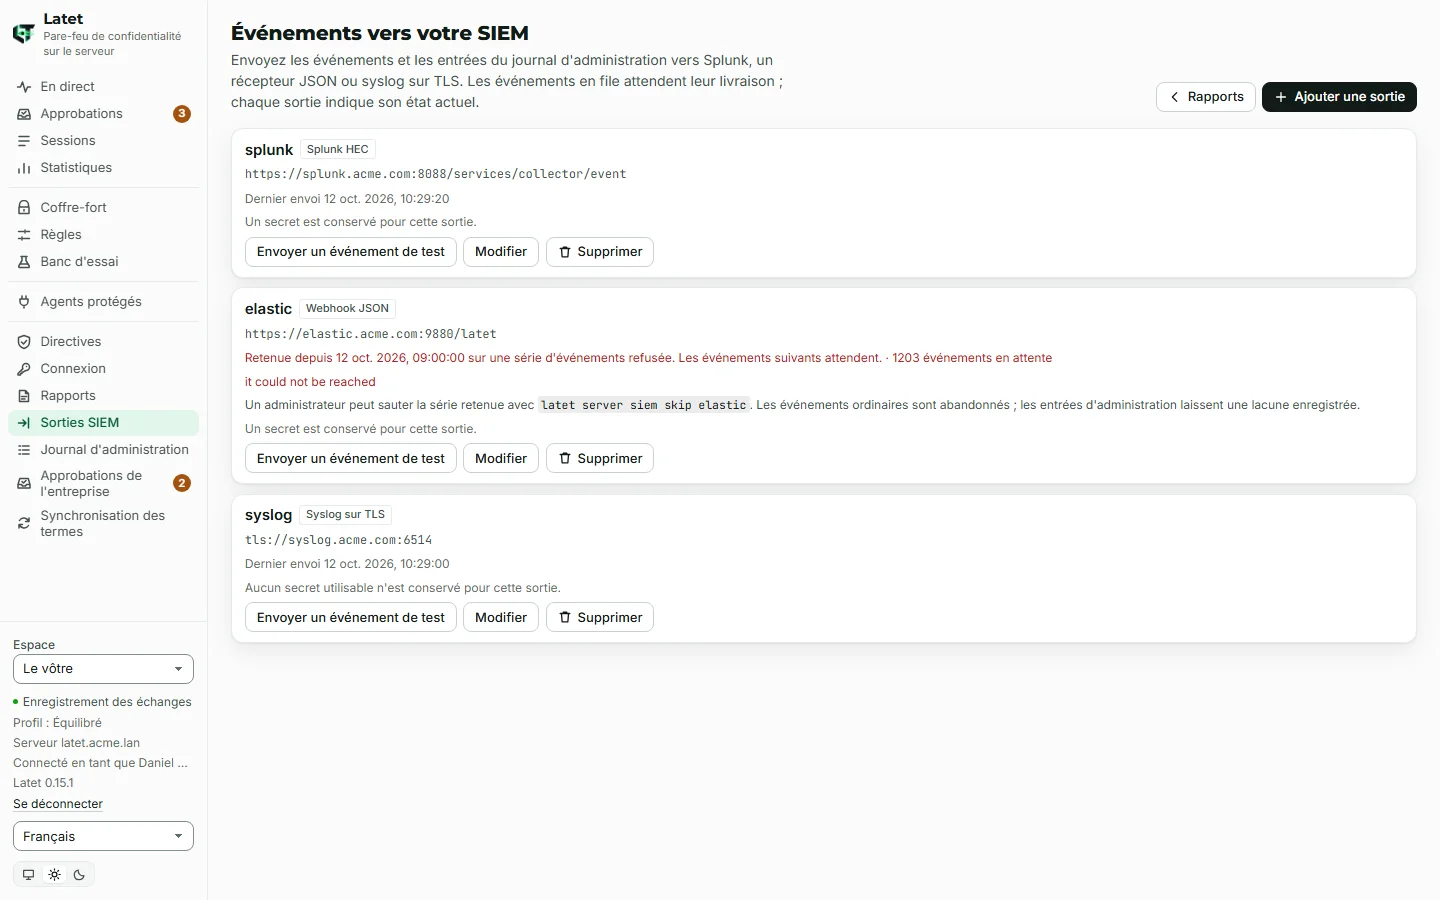 Latet
Pare-feu de confidentialité
sur le serveur
En direct
Approbations
3
Sessions
Statistiques
Coffre-fort
Règles
Banc d'essai
Agents protégés
Directives
Connexion
Rapports
Sorties SIEM
Journal d'administration
Approbations de
l'entreprise
2
Synchronisation des
termes
Espace
Le vôtre
Enregistrement des échanges
Profil : Équilibré
Serveur latet.acme.lan
Connecté en tant que Daniel ...
Latet 0.15.1
Se déconnecter
Français
Événements vers votre SIEM
Envoyez les événements et les entrées du journal d'administration vers Splunk, un
récepteur JSON ou syslog sur TLS. Les événements en file attendent leur livraison ;
chaque sortie indique son état actuel.
Rapports
Ajouter une sortie
splunk Splunk HEC
https://splunk.acme.com:8088/services/collector/event
Dernier envoi 12 oct. 2026, 10:29:20
Un secret est conservé pour cette sortie.
Envoyer un événement de test Modifier Supprimer
elastic Webhook JSON
https://elastic.acme.com:9880/latet
Retenue depuis 12 oct. 2026, 09:00:00 sur une série d'événements refusée. Les événements suivants attendent. · 1203 événements en attente
it could not be reached
Un administrateur peut sauter la série retenue avec latet server siem skip elastic. Les événements ordinaires sont abandonnés ; les entrées d'administration laissent une lacune enregistrée.
Un secret est conservé pour cette sortie.
Envoyer un événement de test Modifier Supprimer
syslog Syslog sur TLS
tls://syslog.acme.com:6514
Dernier envoi 12 oct. 2026, 10:29:00
Aucun secret utilisable n'est conservé pour cette sortie.
Envoyer un événement de test Modifier Supprimer